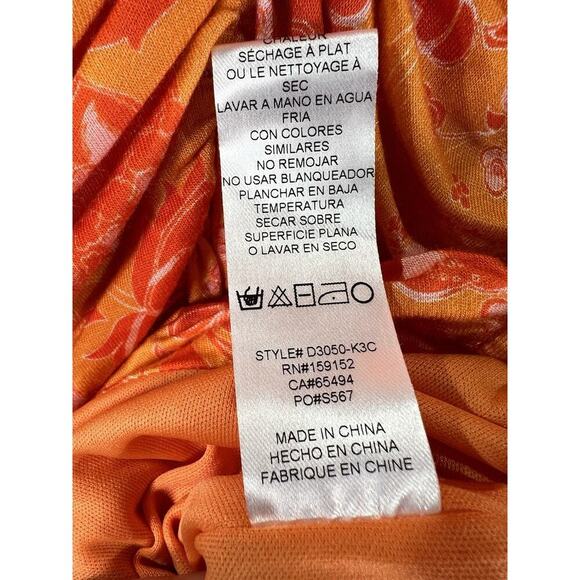 CHALEUR
SÉCHAGE À PLAT
OU LE NETTOYAGE À
SEC
LAVAR A MANO EN AGUA
FRIA
CON COLORES
SIMILARES
NO REMOJAR
NO USAR BLANQUEADOR
PLANCHAR EN BAJA
TEMPERATURA
SECAR SOBRE
SUPERFICIE PLANA
O LAVAR EN SECO
STYLE# D3050-K3C
RN#159152
CA#65494
PO#S567
MADE IN CHINA
HECHO EN CHINA
FABRIQUE EN CHINE